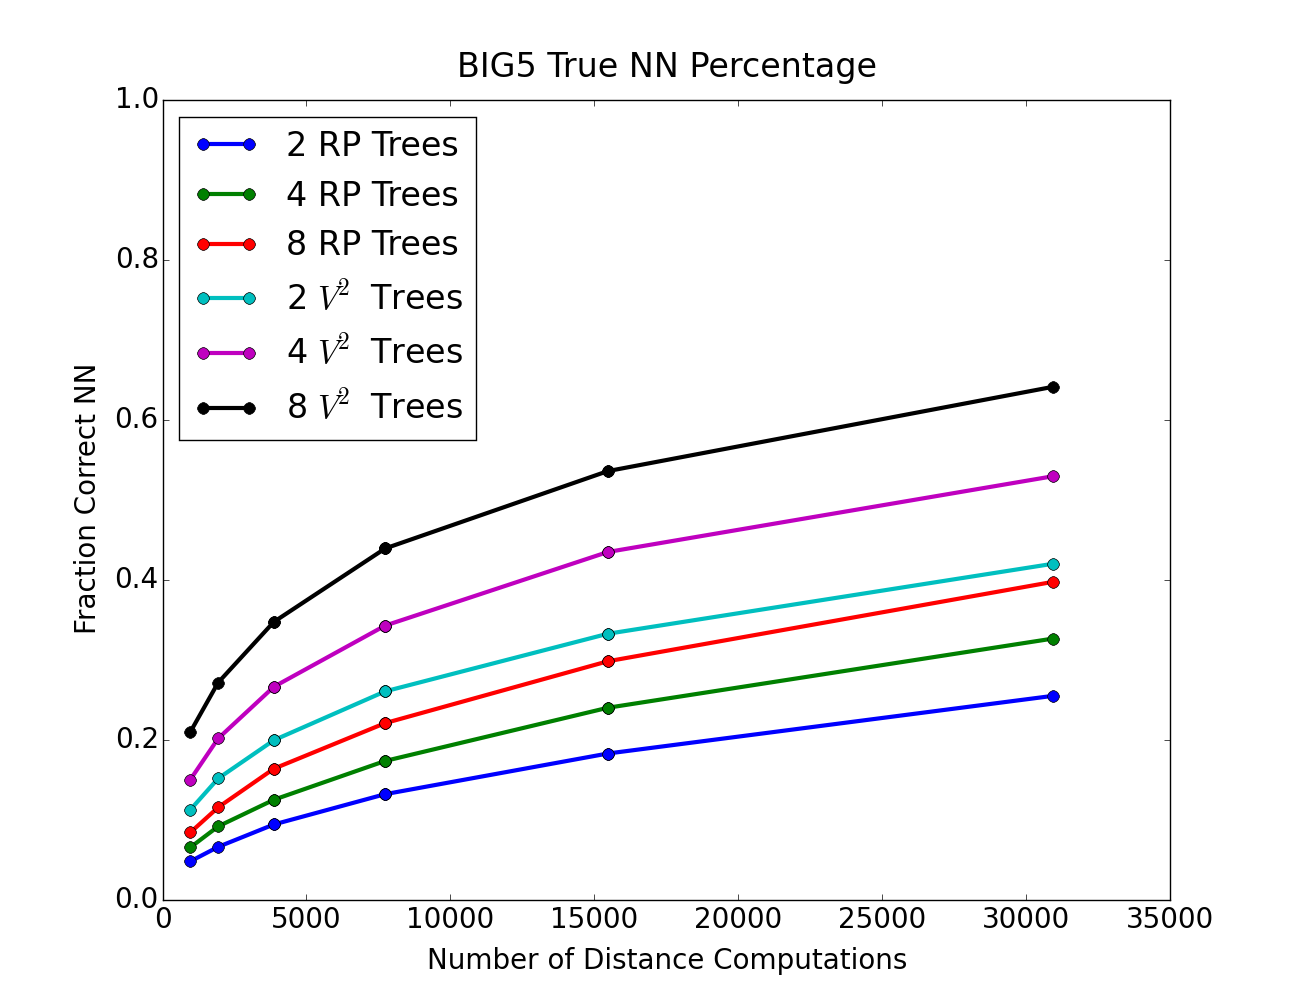 BIG5 True NN Percentage
1.0
0.8
0.6
0.4
0.2
0.0
Fraction Correct NN
2 RP Trees
4 RP Trees
8 RP Trees
2 V² Trees
4 V² Trees
8 V² Trees
0 5000 10000 15000 20000 25000 30000 35000
Number of Distance Computations